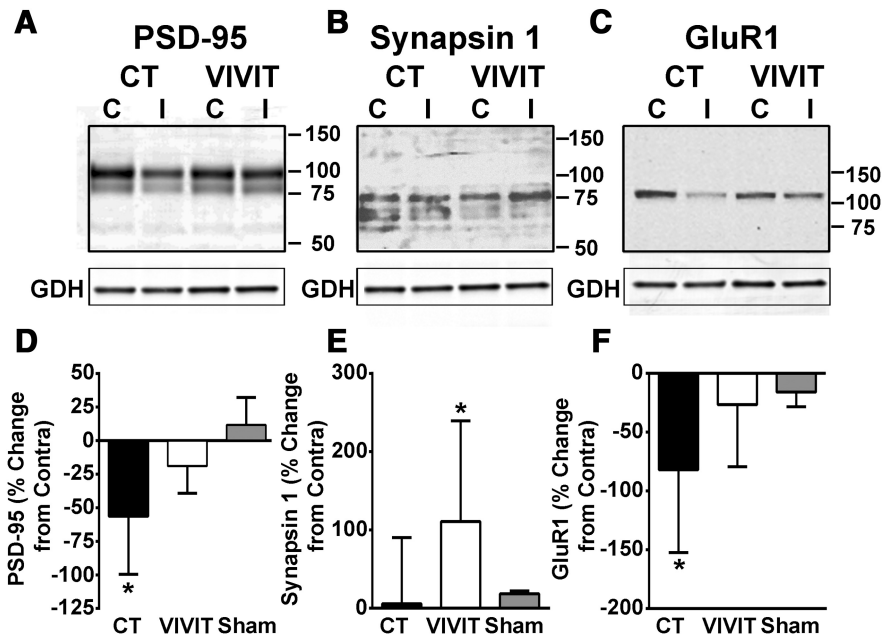 A
PSD-95
CT VIVIT
C I C I
150
100
75
50
GDH
B
Synapsin 1
CT VIVIT
C I C I
150
100
75
50
GDH
C
GluR1
CT VIVIT
C I C I
150
100
75
GDH
D
PSD-95 (% Change
from Contra)
50
25
0
-25
-50
-75
-100
-125
*
CT VIVIT Sham
E
Synapsin 1 (% Change
from Contra)
300
200
100
0
*
CT VIVIT Sham
F
GluR1 (% Change
from Contra)
0
-50
-100
-150
-200
*
CT VIVIT Sham